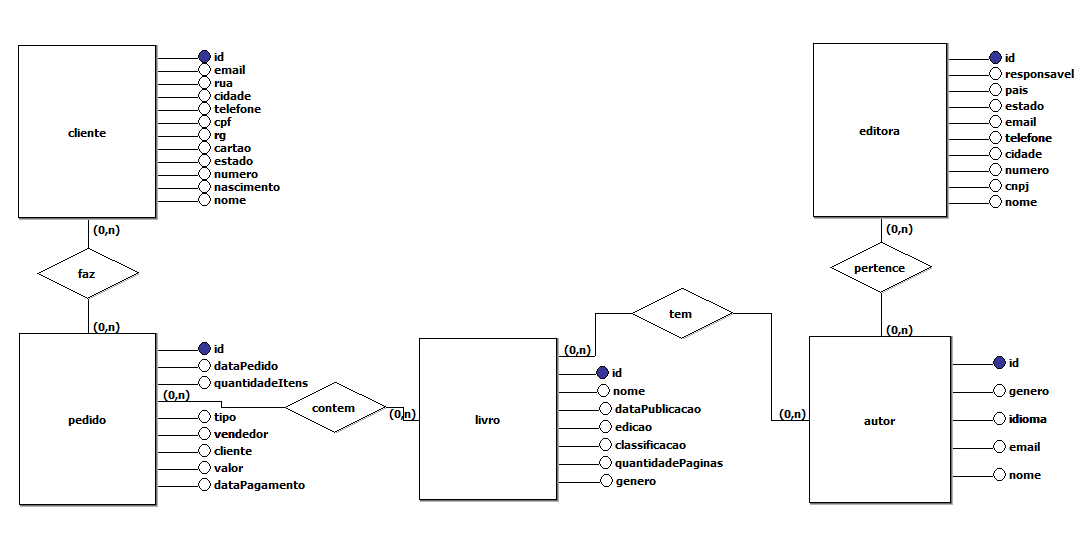 cliente
id
email
rua
cidade
telefone
cpf
rg
cartao
estado
numero
nascimento
nome
(0,n)
faz
(0,n)
pedido
id
dataPedido
quantidadeItens
(0,n)
tipo
vendedor
cliente
valor
dataPagamento
contem
(0,n)
livro
(0,n)
id
nome
dataPublicacao
edicao
classificacao
quantidadePaginas
genero
tem
(0,n)
editora
id
responsavel
pais
estado
email
telefone
cidade
numero
cnpj
nome
(0,n)
pertence
(0,n)
autor
id
genero
idioma
email
nome